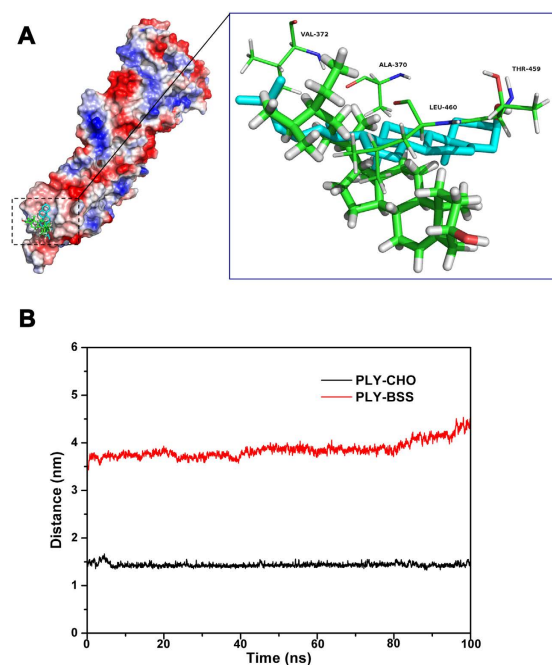 A
VAL-372
ALA-370
THR-459
LEU-460
B
6
5
4
3
2
1
0
Distance (nm)
PLY-CHO
PLY-BSS
0 20 40 60 80 100
Time (ns)